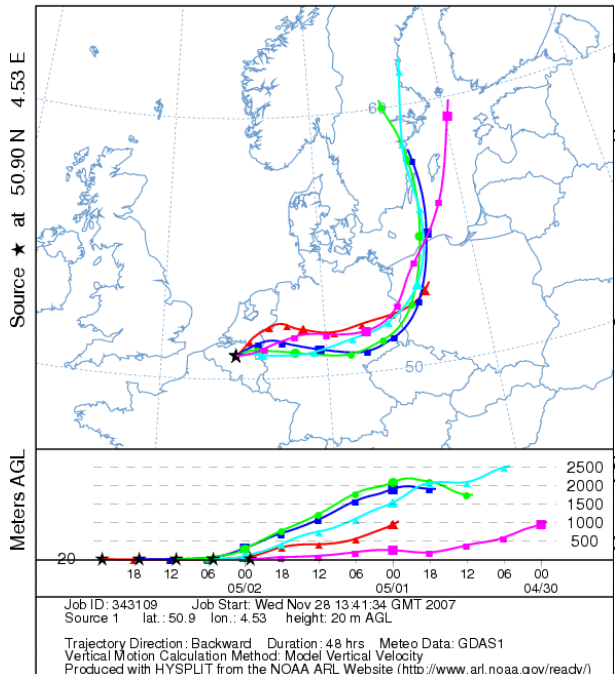 Source ★ at 50.90 N 4.53 E
6
50
Meters AGL
2500
2000
1500
1000
500
20
18 12 06 00 18 12 06 00 18 12 06 00
05/02 05/01 04/30
Job ID: 343109 Job Start: Wed Nov 28 13:41:34 GMT 2007
Source 1 lat.: 50.9 lon.: 4.53 height: 20 m AGL
Trajectory Direction: Backward Duration: 48 hrs Meteo Data: GDAS1
Vertical Motion Calculation Method: Model Vertical Velocity
Produced with HYSPLIT from the NOAA ARL Website (http://www.arl.noaa.gov/ready/)